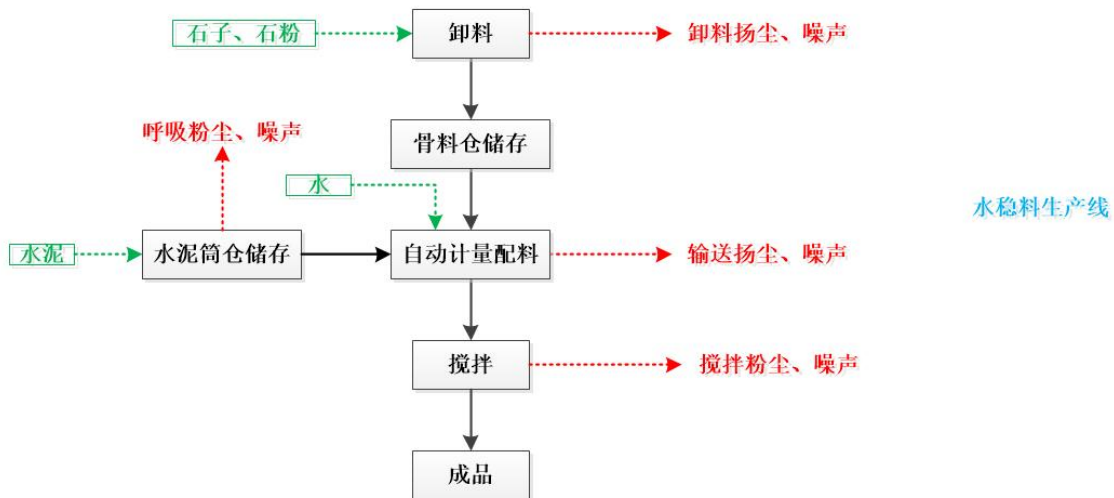 石子、石粉
卸料
卸料扬尘、噪声
呼吸粉尘、噪声
骨料仓储存
水
水稳料生产线
水泥
水泥筒仓储存
自动计量配料
输送扬尘、噪声
搅拌
搅拌粉尘、噪声
成品